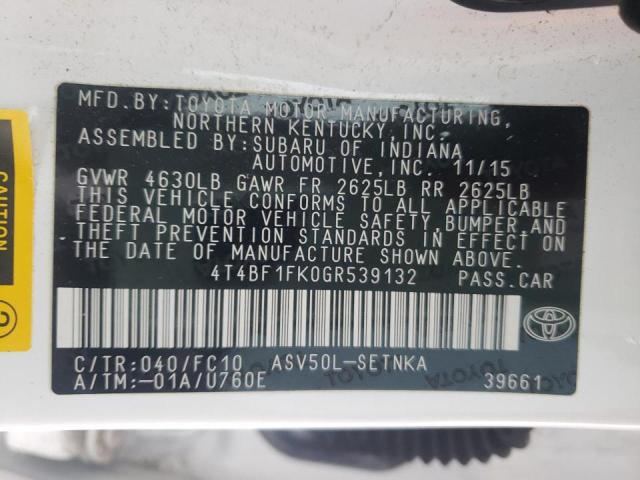 MFD.BY:TOYOTA MOTOR MANUFACTURING,
NORTHERN KENTUCKY,INC.
ASSEMBLED BY:SUBARU OF INDIANA
AUTOMOTIVE,INC. 11/15
GVWR 4630LB GAWR FR 2625LB RR 2625LB
THIS VEHICLE CONFORMS TO ALL APPLICABLE
FEDERAL MOTOR VEHICLE SAFETY,BUMPER,AND
THEFT PREVENTION STANDARDS IN EFFECT ON
THE DATE OF MANUFACTURE SHOWN ABOVE.
4T4BF1FK0GR539132 PASS.CAR
C/TR:040/FC10 ASV50L-SETNKA
A/TM:-01A/U760E 39661
TOYOTA
CAUTION